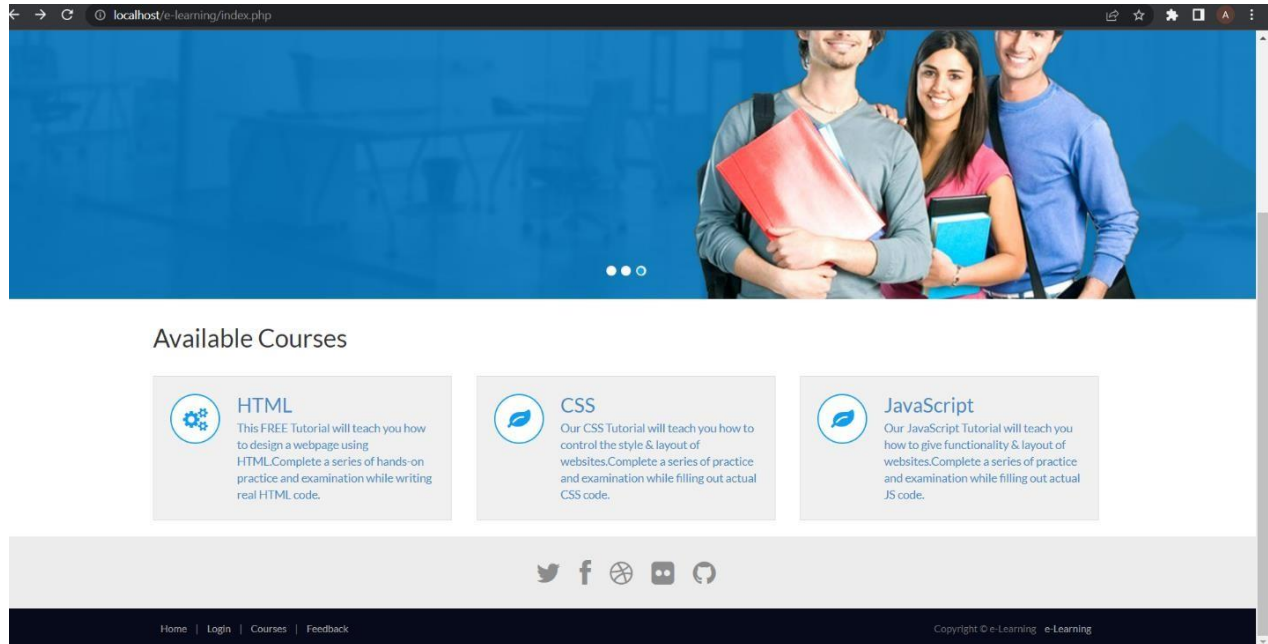 localhost/e-learning/index.php
A
Available Courses
HTML
This FREE Tutorial will teach you how
to design a webpage using
HTML.Complete a series of hands-on
practice and examination while writing
real HTML code.
CSS
Our CSS Tutorial will teach you how to
control the style & layout of
websites.Complete a series of practice
and examination while filling out actual
CSS code.
JavaScript
Our JavaScript Tutorial will teach you
how to give functionality & layout of
websites.Complete a series of practice
and examination while filling out actual
JS code.
Home | Login | Courses | Feedback
Copyright © e-Learning e-Learning